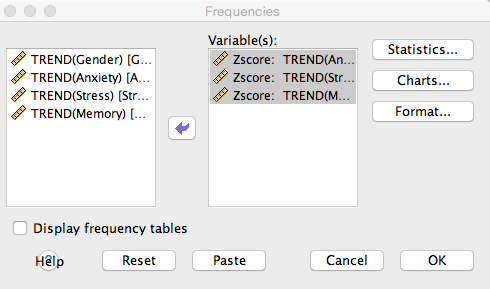 Frequencies
Variable(s):
TREND(Gender) [G...
TREND(Anxiety) [A...
TREND(Stress) [Str...
TREND(Memory) [...
Zscore: TREND(An...
Zscore: TREND(Str...
Zscore: TREND(M...
Statistics...
Charts...
Format...
Display frequency tables
Help
Reset
Paste
Cancel
OK